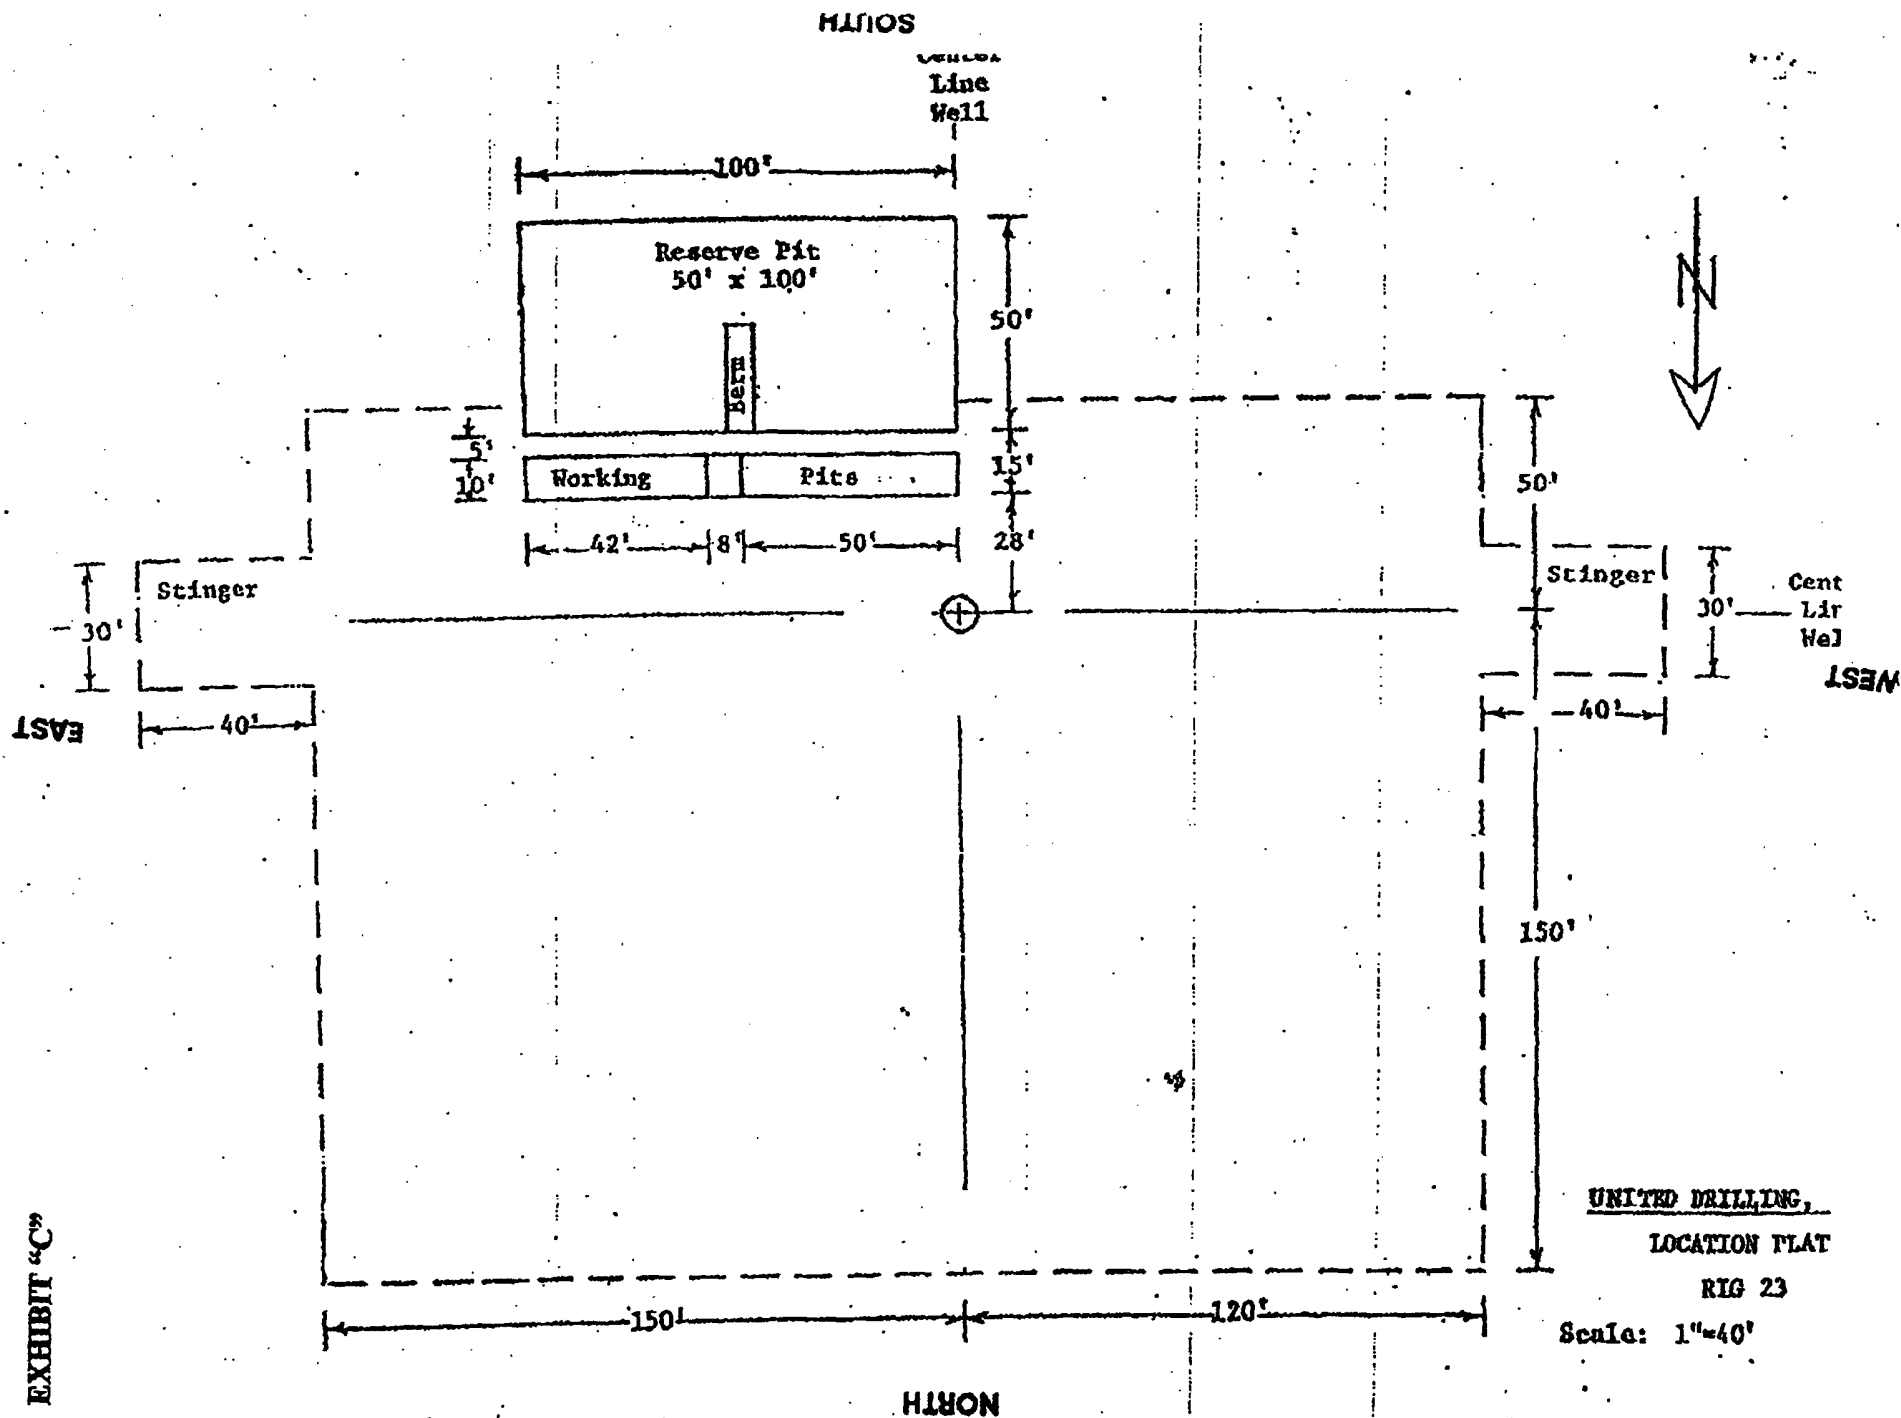 SOUTH
Center
Line
Well
100'
Reserve Pit
50' x 100'
N
50'
Berm
5'
15'
Working
Pits
10'
50'
42'
8'
50'
28'
Stinger
Stinger
30'
30'
Cent
Lin
Wel
WEST
EAST
40'
40'
150'
UNITED DRILLING,
LOCATION PLAT
RIG 23
Scale: 1"=40'
150'
120'
NORTH
EXHIBIT “C”